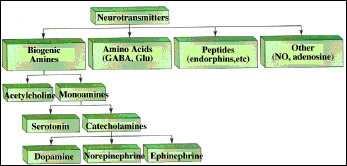 Neurotransmitters
Biogenic
Amines
Amino Acids
(GABA, Glu)
Peptides
(endorphins,etc)
Other
(NO, adenosine)
Acetylcholine
Monoamines
Serotonin
Catecholamines
Dopamine
Norepinephrine
Ephinephrine